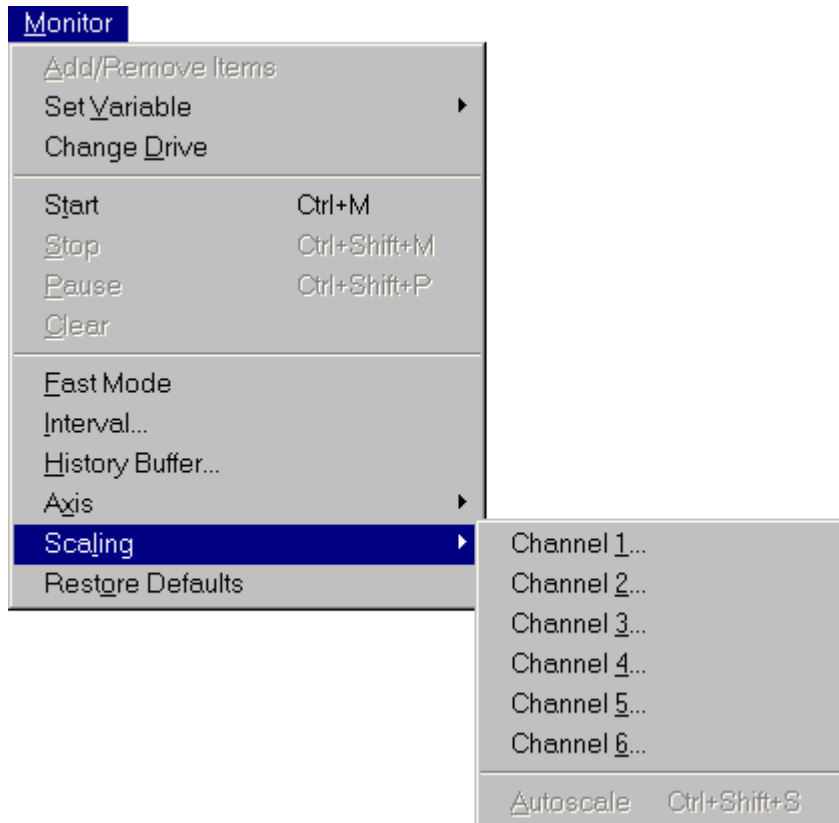 Monitor
Add/Remove Items
Set Variable
Change Drive
Start Ctrl+M
Stop Ctrl+Shift+M
Pause Ctrl+Shift+P
Clear
Fast Mode
Interval...
History Buffer...
Axis
Scaling
Restore Defaults
Channel 1...
Channel 2...
Channel 3...
Channel 4...
Channel 5...
Channel 6...
Autoscale Ctrl+Shift+S